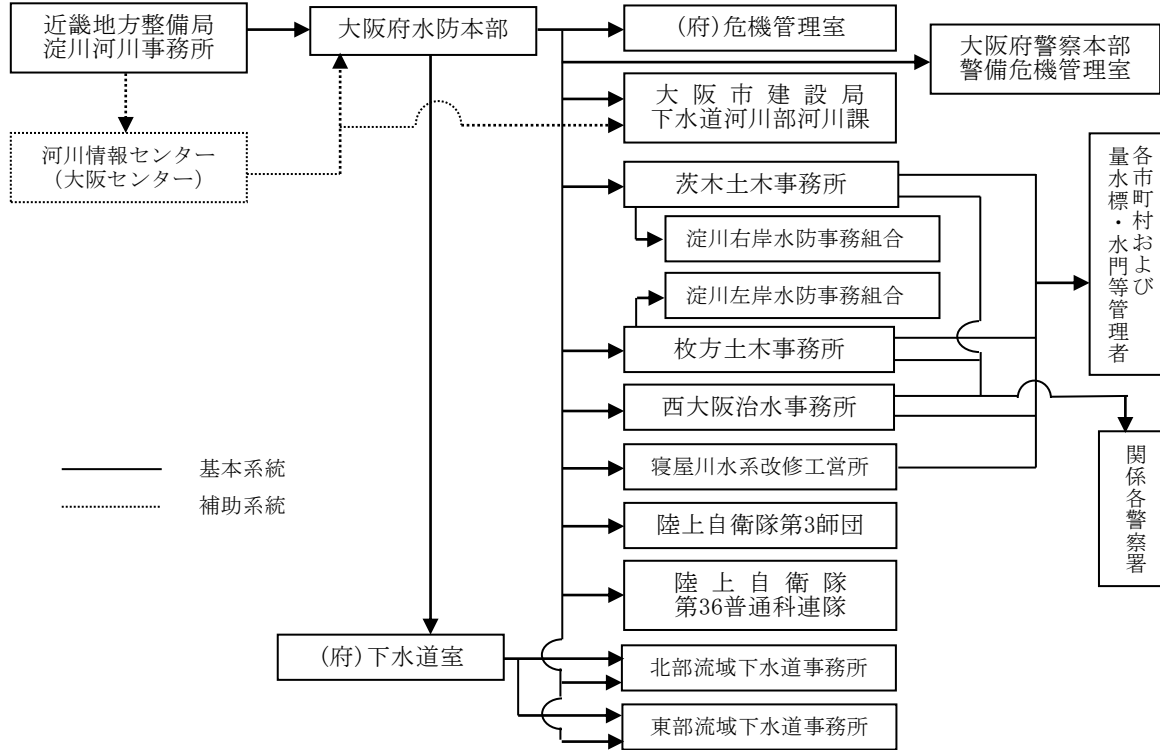 近畿地方整備局
淀川河川事務所
大阪府水防本部
(府)危機管理室
大阪府警察本部
警備危機管理室
大阪市建設局
下水道河川部河川課
河川情報センター
(大阪センター)
茨木土木事務所
淀川右岸水防事務組合
淀川左岸水防事務組合
枚方土木事務所
西大阪治水事務所
寝屋川水系改修工営所
陸上自衛隊第3師団
陸上自衛隊
第36普通科連隊
(府)下水道室
北部流域下水道事務所
東部流域下水道事務所
各市町村および
量水標・水門等管理者
関係各警察署
基本系統
補助系統